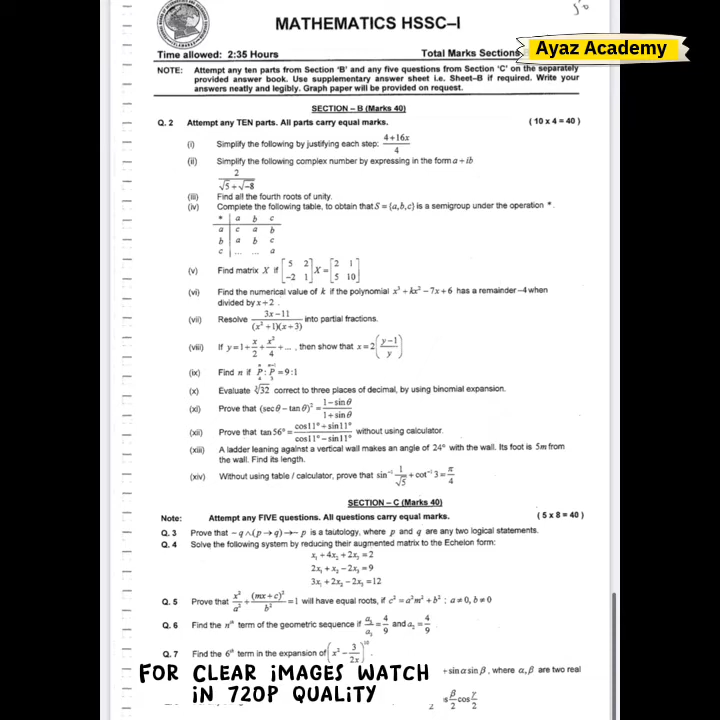 MATHEMATICS HSSC–I
Ayaz Academy
Time allowed: 2:35 Hours Total Marks Sections
NOTE: Attempt any ten parts from Section 'B' and any five questions from Section 'C' on the separately
provided answer book. Use supplementary answer sheet i.e. Sheet–B if required. Write your
answers neatly and legibly. Graph paper will be provided on request.
SECTION – B (Marks 40)
Q. 2 Attempt any TEN parts. All parts carry equal marks. ( 10 x 4 = 40 )
(i) Simplify the following by justifying each step: (4+16x)/4
(ii) Simplify the following complex number by expressing in the form a + ib
2/(√5 + √−8)
(iii) Find all the fourth roots of unity.
(iv) Complete the following table, to obtain that S = {a,b,c} is a semigroup under the operation *.
* a b c
a c a b
b a b c
c ... ... a
(v) Find matrix X if [5 2; −2 1] X = [2 1; 5 10]
(vi) Find the numerical value of k if the polynomial x³ + kx² − 7x + 6 has a remainder −4 when
divided by x + 2 .
(vii) Resolve (3x−11)/((x²+1)(x+3)) into partial fractions.
(viii) If y = 1 + x/2 + x²/4 + ... , then show that x = 2((y−1)/y)
(ix) Find n if ⁿP₄ : ⁿ⁻¹P₃ = 9 : 1
(x) Evaluate ∛32 correct to three places of decimal, by using binomial expansion.
(xi) Prove that (sec θ − tan θ)² = (1 − sin θ)/(1 + sin θ)
(xii) Prove that tan 56° = (cos11° + sin11°)/(cos11° − sin11°) without using calculator.
(xiii) A ladder leaning against a vertical wall makes an angle of 24° with the wall. Its foot is 5m from
the wall. Find its length.
(xiv) Without using table / calculator, prove that sin⁻¹ 1/√5 + cot⁻¹ 3 = π/4
SECTION – C (Marks 40)
Note: Attempt any FIVE questions. All questions carry equal marks. ( 5 x 8 = 40 )
Q. 3 Prove that ~q ∧ (p → q) → ~p is a tautology, where p and q are any two logical statements.
Q. 4 Solve the following system by reducing their augmented matrix to the Echelon form:
x₁ + 4x₂ + 2x₃ = 2
2x₁ + x₂ − 2x₃ = 9
3x₁ + 2x₂ − 2x₃ = 12
Q. 5 Prove that x²/a² + (mx + c)²/b² = 1 will have equal roots, if c² = a²m² + b² ; a ≠ 0, b ≠ 0
Q. 6 Find the nᵗʰ term of the geometric sequence if a₅/a₃ = 4/9 and a₂ = 4/9
Q. 7 Find the 6ᵗʰ term in the expansion of (x² − 3/(2x))¹⁰
+ sin α sin β , where α, β are two real
FOR CLEAR IMAGES WATCH
IN 720P QUALITY
β/2 cos γ/2